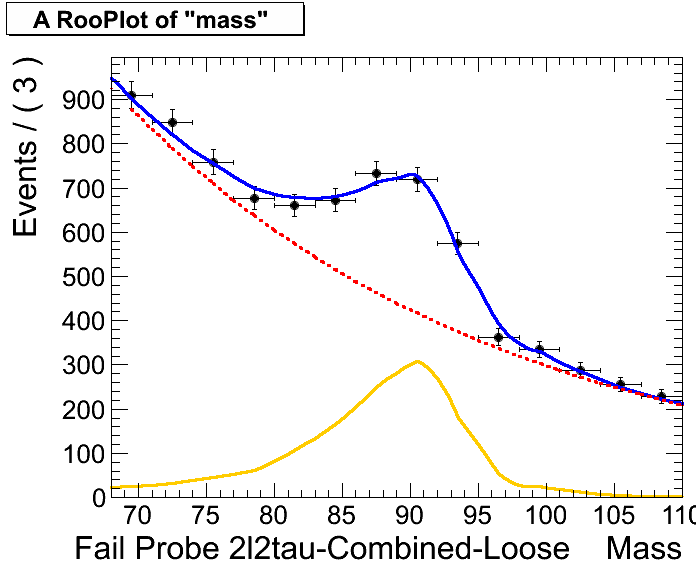 A RooPlot of "mass"
Events / ( 3 )
900
800
700
600
500
400
300
200
100
0
70 75 80 85 90 95 100 105 110
Fail Probe 2l2tau-Combined-Loose Mass